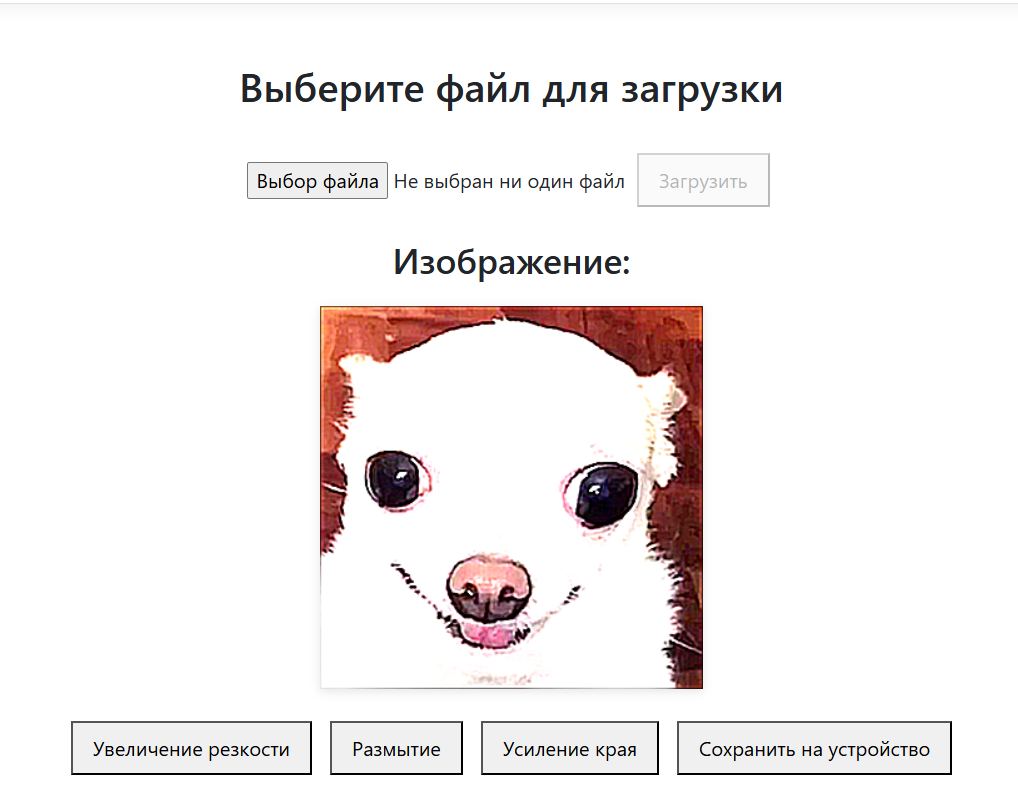 Выберите файл для загрузки
Выбор файла Не выбран ни один файл Загрузить
Изображение:
Увеличение резкости Размытие Усиление края Сохранить на устройство